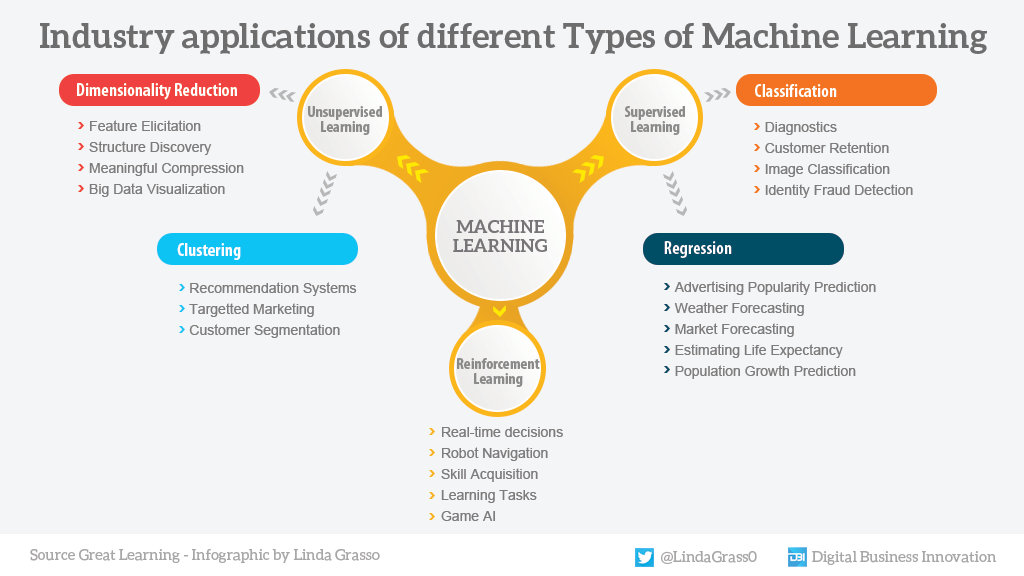 Industry applications of different Types of Machine Learning
Dimensionality Reduction
Feature Elicitation
Structure Discovery
Meaningful Compression
Big Data Visualization
Unsupervised
Learning
Clustering
Recommendation Systems
Targetted Marketing
Customer Segmentation
MACHINE
LEARNING
Supervised
Learning
Classification
Diagnostics
Customer Retention
Image Classification
Identity Fraud Detection
Regression
Advertising Popularity Prediction
Weather Forecasting
Market Forecasting
Estimating Life Expectancy
Population Growth Prediction
Reinforcement
Learning
Real-time decisions
Robot Navigation
Skill Acquisition
Learning Tasks
Game AI
Source Great Learning - Infographic by Linda Grasso
@LindaGrass0
DBI
Digital Business Innovation